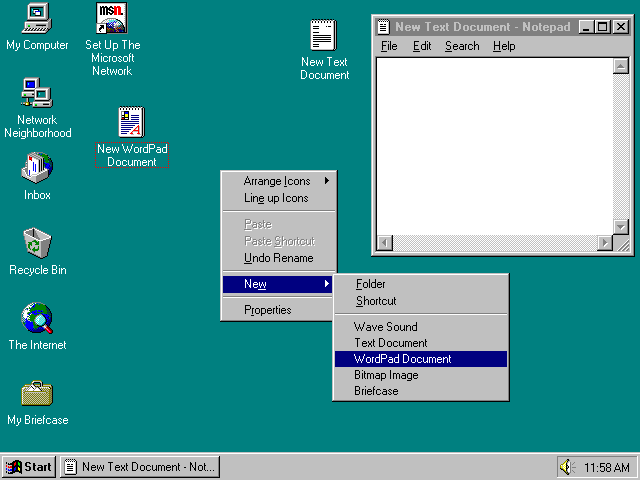 My Computer
msn.
Set Up The
Microsoft
Network
New Text
Document
New Text Document - Notepad
File Edit Search Help
Network
Neighborhood
New WordPad
Document
Inbox
Recycle Bin
The Internet
My Briefcase
Arrange Icons
Line up Icons
Paste
Paste Shortcut
Undo Rename
New
Properties
Folder
Shortcut
Wave Sound
Text Document
WordPad Document
Bitmap Image
Briefcase
Start
New Text Document - Not...
11:58 AM